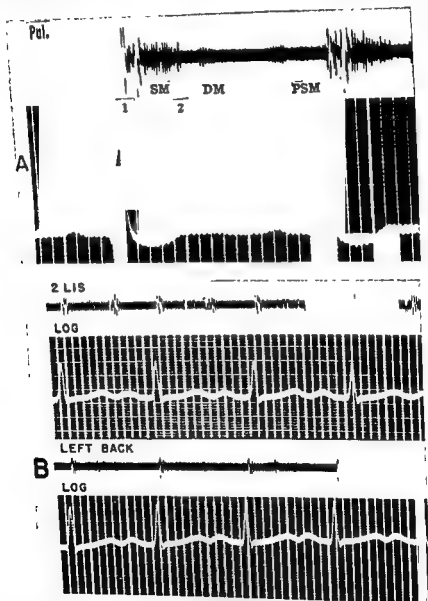 Pul.
SM DM PSM
1 2
A
2 LIS
LOG
LEFT BACK
B
LOG